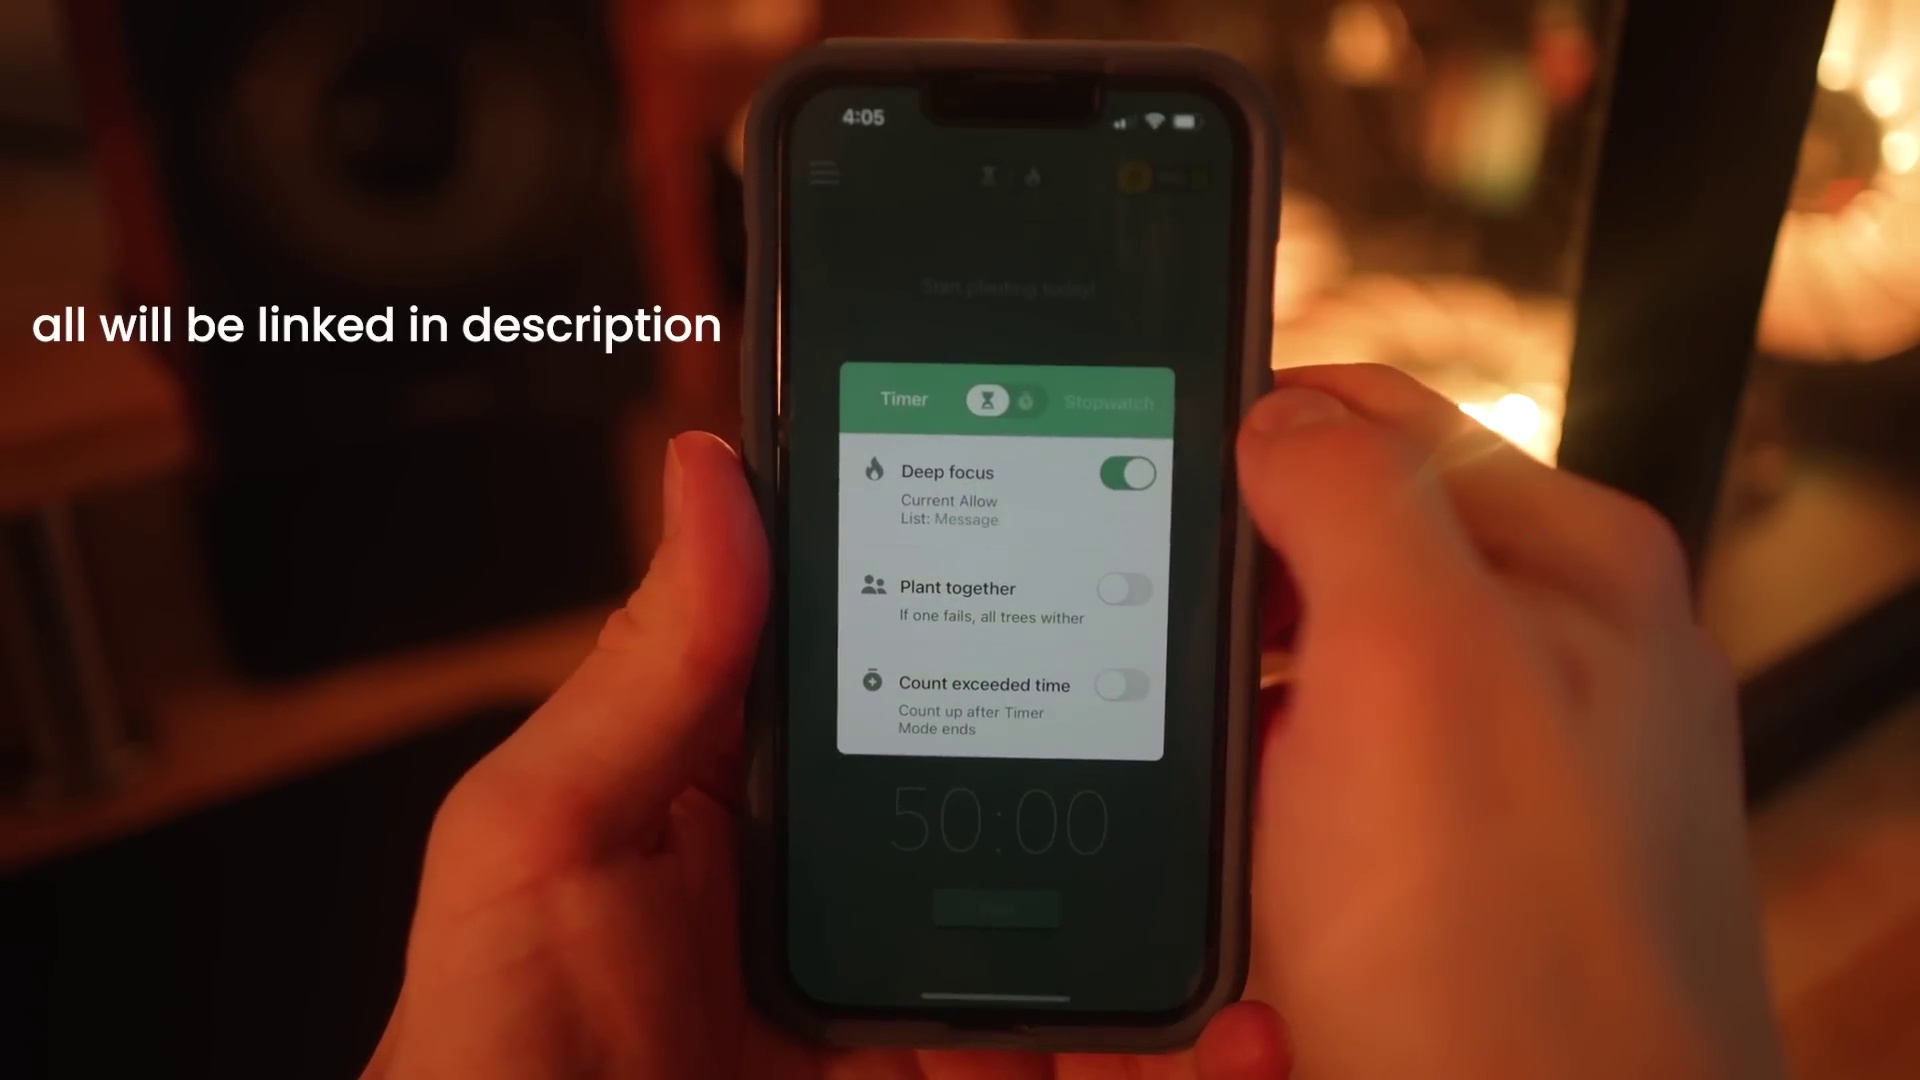 4:05
Start planting today!
all will be linked in description
Timer
Stopwatch
Deep focus
Current Allow
List: Message
Plant together
If one fails, all trees wither
Count exceeded time
Count up after Timer
Mode ends
50:00